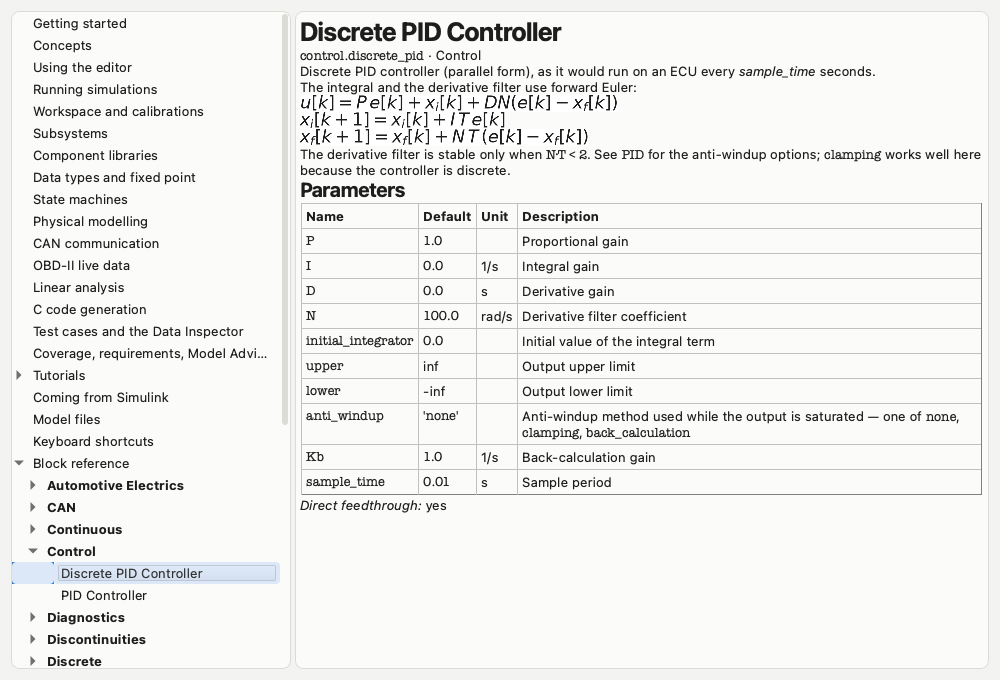 Getting started
Concepts
Using the editor
Running simulations
Workspace and calibrations
Subsystems
Component libraries
Data types and fixed point
State machines
Physical modelling
CAN communication
OBD-II live data
Linear analysis
C code generation
Test cases and the Data Inspector
Coverage, requirements, Model Advi...
Tutorials
Coming from Simulink
Model files
Keyboard shortcuts
Block reference
Automotive Electrics
CAN
Continuous
Control
Discrete PID Controller
PID Controller
Diagnostics
Discontinuities
Discrete
Discrete PID Controller
control.discrete_pid · Control
Discrete PID controller (parallel form), as it would run on an ECU every sample_time seconds.
The integral and the derivative filter use forward Euler:
u[k] = P e[k] + x_i[k] + DN(e[k] − x_f[k])
x_i[k + 1] = x_i[k] + I T e[k]
x_f[k + 1] = x_f[k] + N T (e[k] − x_f[k])
The derivative filter is stable only when N·T < 2. See PID for the anti-windup options; clamping works well here
because the controller is discrete.
Parameters
Name Default Unit Description
P 1.0 Proportional gain
I 0.0 1/s Integral gain
D 0.0 s Derivative gain
N 100.0 rad/s Derivative filter coefficient
initial_integrator 0.0 Initial value of the integral term
upper inf Output upper limit
lower -inf Output lower limit
anti_windup 'none' Anti-windup method used while the output is saturated — one of none,
clamping, back_calculation
Kb 1.0 1/s Back-calculation gain
sample_time 0.01 s Sample period
Direct feedthrough: yes